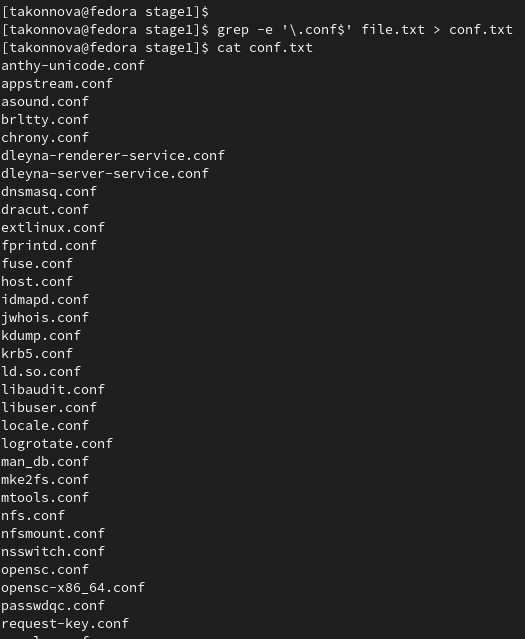 [takonnova@fedora stage1]$
[takonnova@fedora stage1]$ grep -e '\.conf$' file.txt > conf.txt
[takonnova@fedora stage1]$ cat conf.txt
anthy-unicode.conf
appstream.conf
asound.conf
brltty.conf
chrony.conf
dleyna-renderer-service.conf
dleyna-server-service.conf
dnsmasq.conf
dracut.conf
extlinux.conf
fprintd.conf
fuse.conf
host.conf
idmapd.conf
jwhois.conf
kdump.conf
krb5.conf
ld.so.conf
libaudit.conf
libuser.conf
locale.conf
logrotate.conf
man_db.conf
mke2fs.conf
mtools.conf
nfs.conf
nfsmount.conf
nsswitch.conf
opensc.conf
opensc-x86_64.conf
passwdqc.conf
request-key.conf